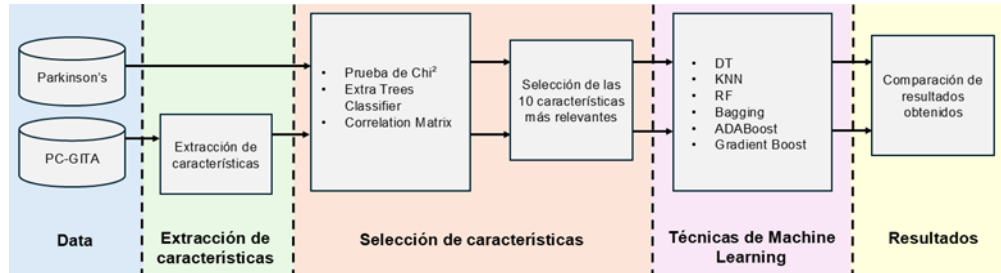 Parkinson's
PC-GITA
Extracción de
características
• Prueba de Chi²
• Extra Trees
Classifier
• Correlation Matrix
Selección de las
10 características
más relevantes
• DT
• KNN
• RF
• Bagging
• ADABoost
• Gradient Boost
Comparación de
resultados
obtenidos
Data
Extracción de
características
Selección de características
Técnicas de Machine
Learning
Resultados